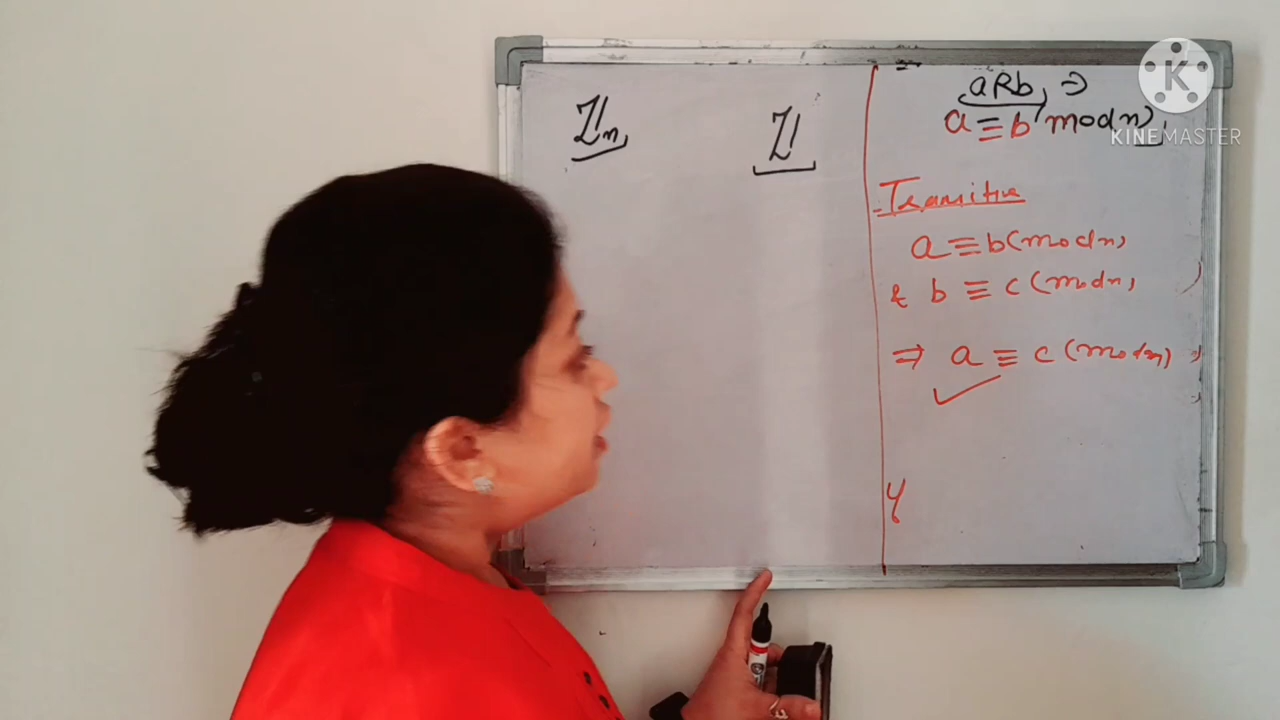 ℤn,
ℤ
aRb, ⇒
a ≡ b (mod n),
Transitive
a ≡ b (mod n)
& b ≡ c (mod n)
⇒ a ≡ c (mod n)
K
KINEMASTER